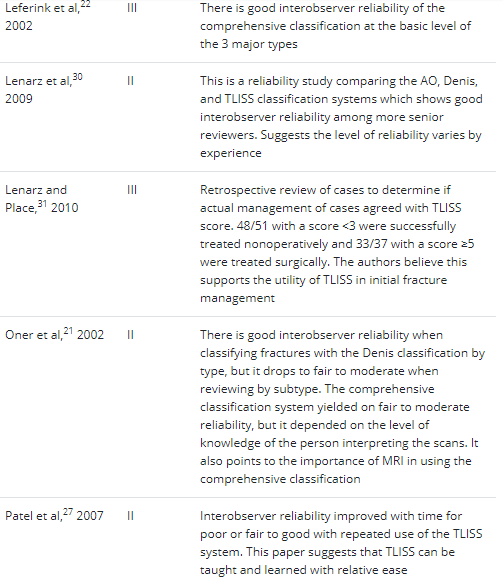 Leferink et al,22 III There is good interobserver reliability of the
2002 comprehensive classification at the basic level of
the 3 major types
Lenarz et al,30 II This is a reliability study comparing the AO, Denis,
2009 and TLISS classification systems which shows good
interobserver reliability among more senior
reviewers. Suggests the level of reliability varies by
experience
Lenarz and III Retrospective review of cases to determine if
Place,31 2010 actual management of cases agreed with TLISS
score. 48/51 with a score <3 were successfully
treated nonoperatively and 33/37 with a score ≥5
were treated surgically. The authors believe this
supports the utility of TLISS in initial fracture
management
Oner et al,21 2002 II There is good interobserver reliability when
classifying fractures with the Denis classification by
type, but it drops to fair to moderate when
reviewing by subtype. The comprehensive
classification system yielded on fair to moderate
reliability, but it depended on the level of
knowledge of the person interpreting the scans. It
also points to the importance of MRI in using the
comprehensive classification
Patel et al,27 2007 II Interobserver reliability improved with time for
poor or fair to good with repeated use of the TLISS
system. This paper suggests that TLISS can be
taught and learned with relative ease